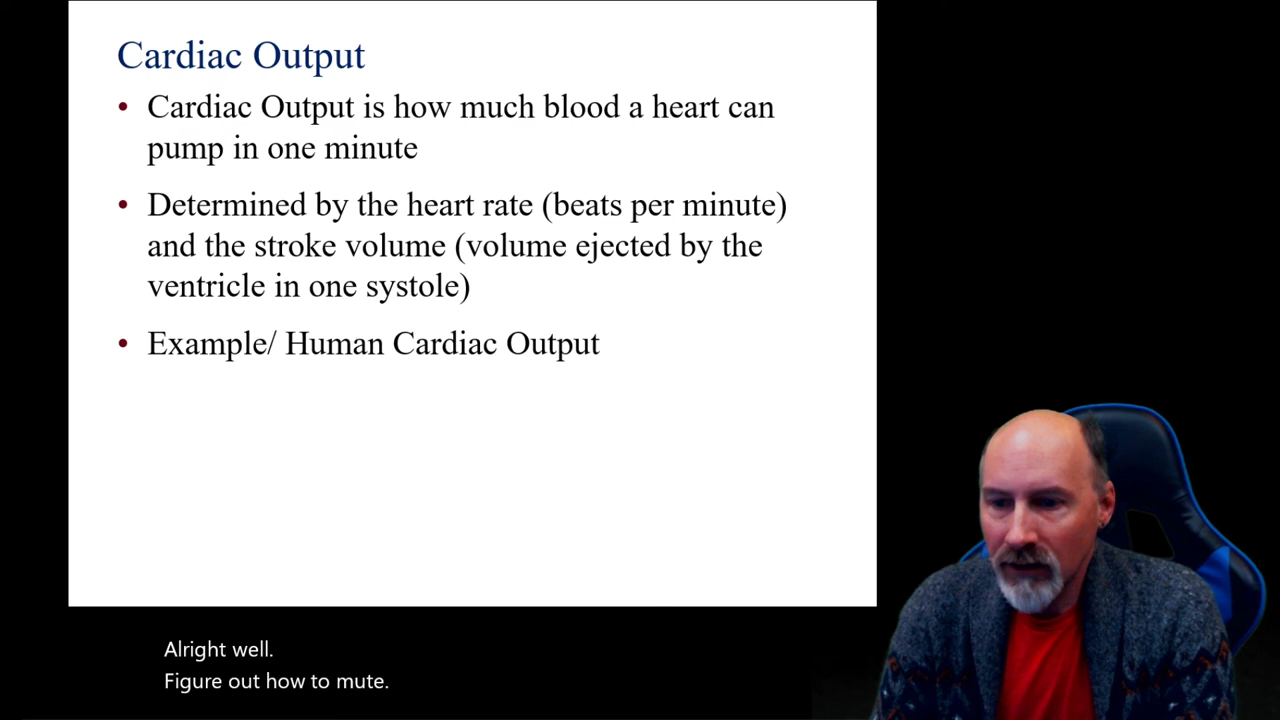 Cardiac Output
• Cardiac Output is how much blood a heart can
pump in one minute
• Determined by the heart rate (beats per minute)
and the stroke volume (volume ejected by the
ventricle in one systole)
• Example/ Human Cardiac Output
Alright well.
Figure out how to mute.